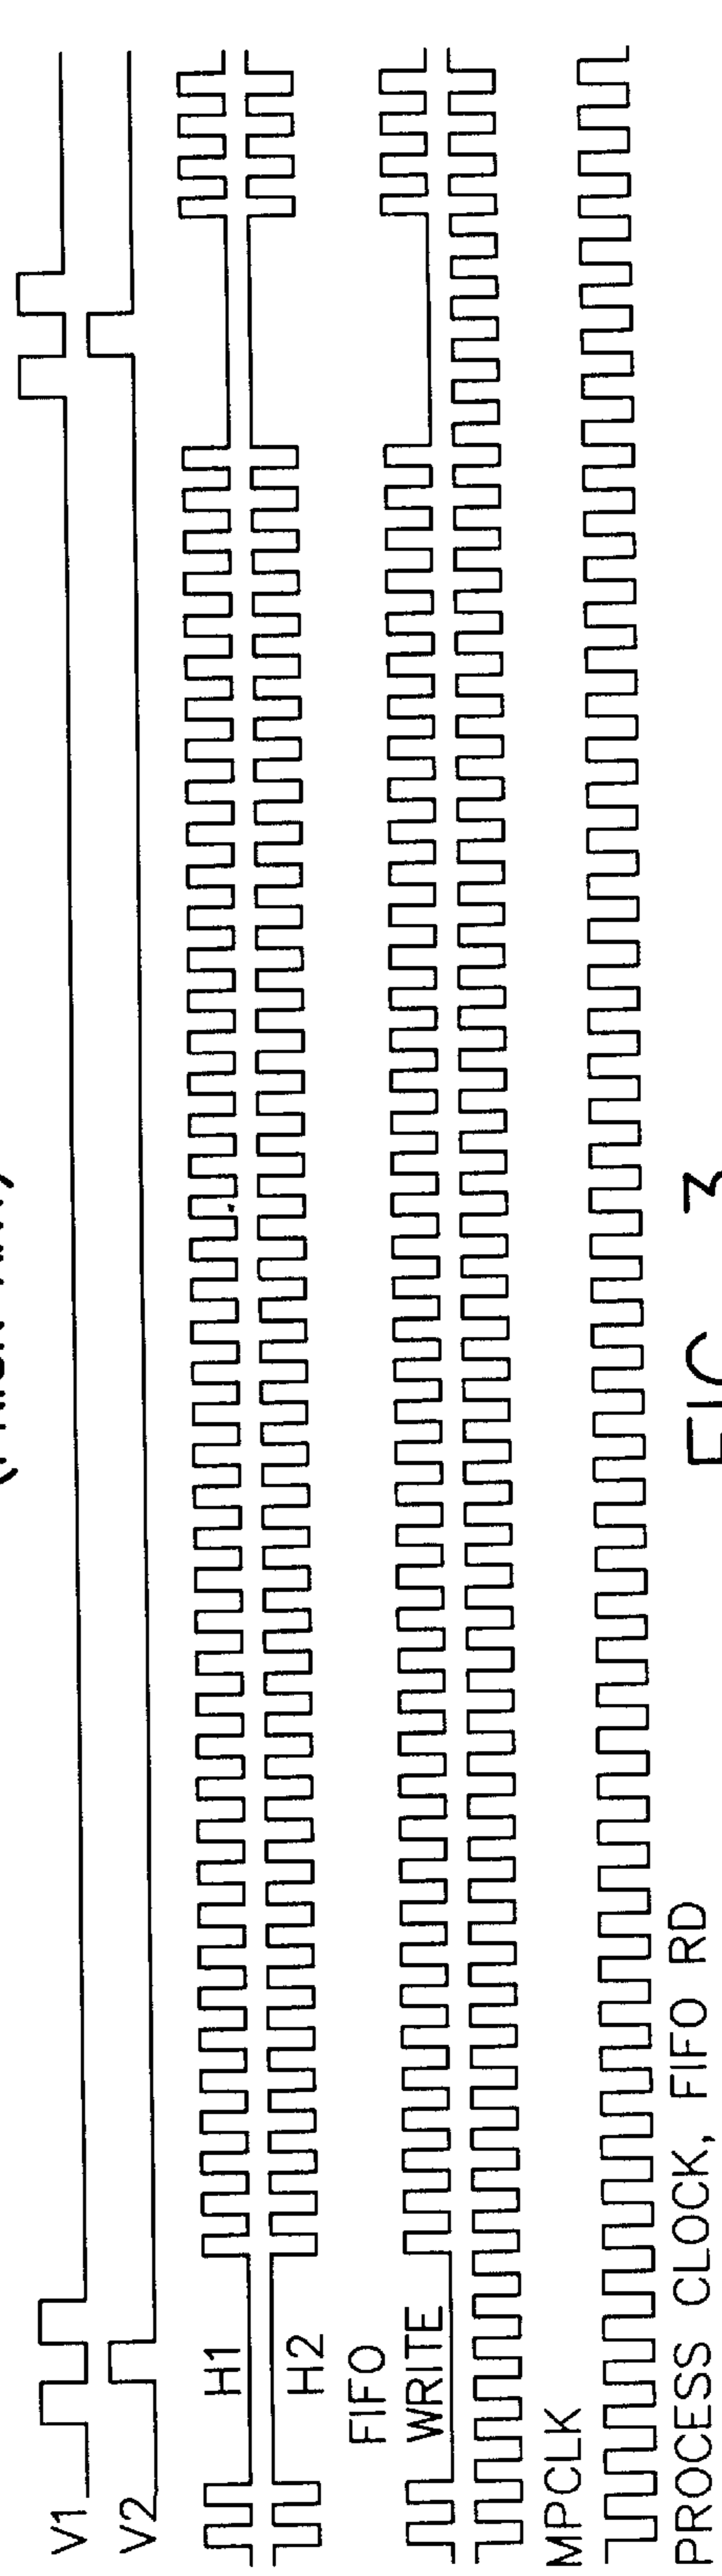 V1
V2
H1
H2
FIFO
WRITE
MPCLK
PROCESS CLOCK, FIFO RD